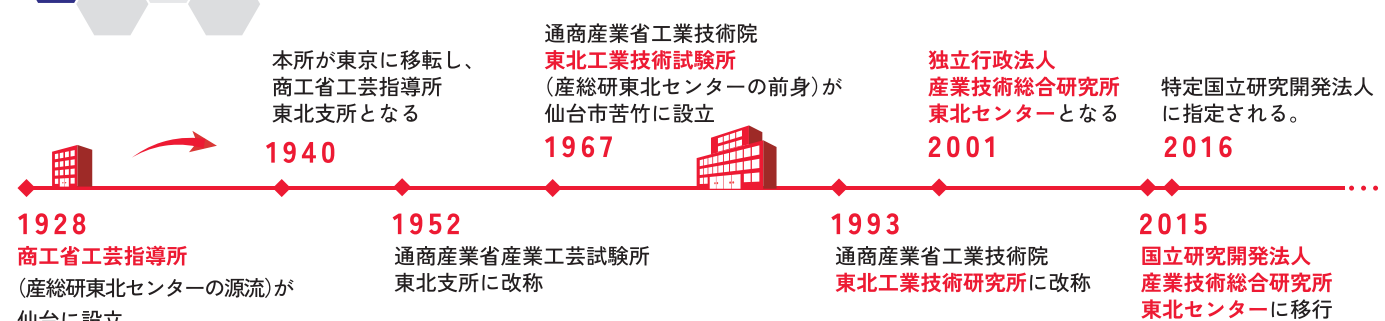 1928
商工省工芸指導所
（産総研東北センターの源流）が
仙台に設立
本所が東京に移転し、
商工省工芸指導所
東北支所となる
1940
1952
通商産業省産業工芸試験所
東北支所に改称
通商産業省工業技術院
東北工業技術試験所
（産総研東北センターの前身）が
仙台市苦竹に設立
1967
1993
通商産業省工業技術院
東北工業技術研究所に改称
独立行政法人
産業技術総合研究所
東北センターとなる
2001
2015
国立研究開発法人
産業技術総合研究所
東北センターに移行
特定国立研究開発法人
に指定される。
2016